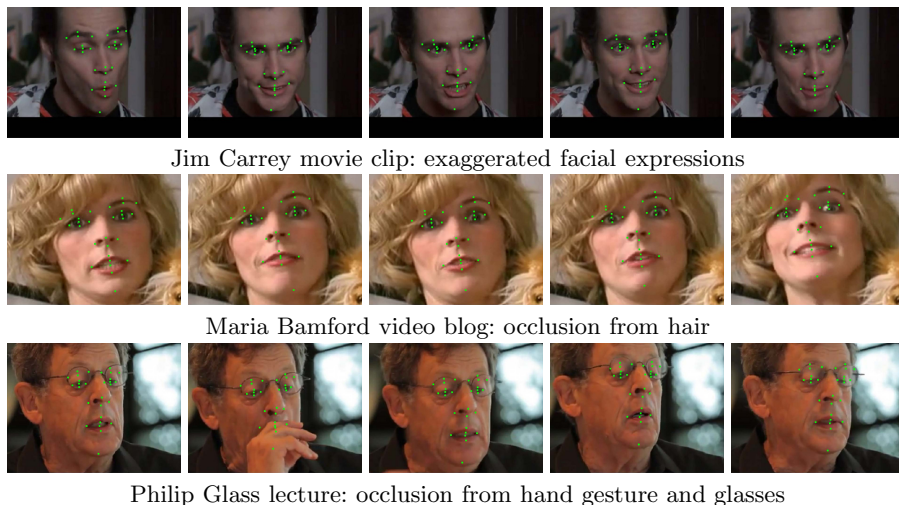 Jim Carrey movie clip: exaggerated facial expressions
Maria Bamford video blog: occlusion from hair
Philip Glass lecture: occlusion from hand gesture and glasses